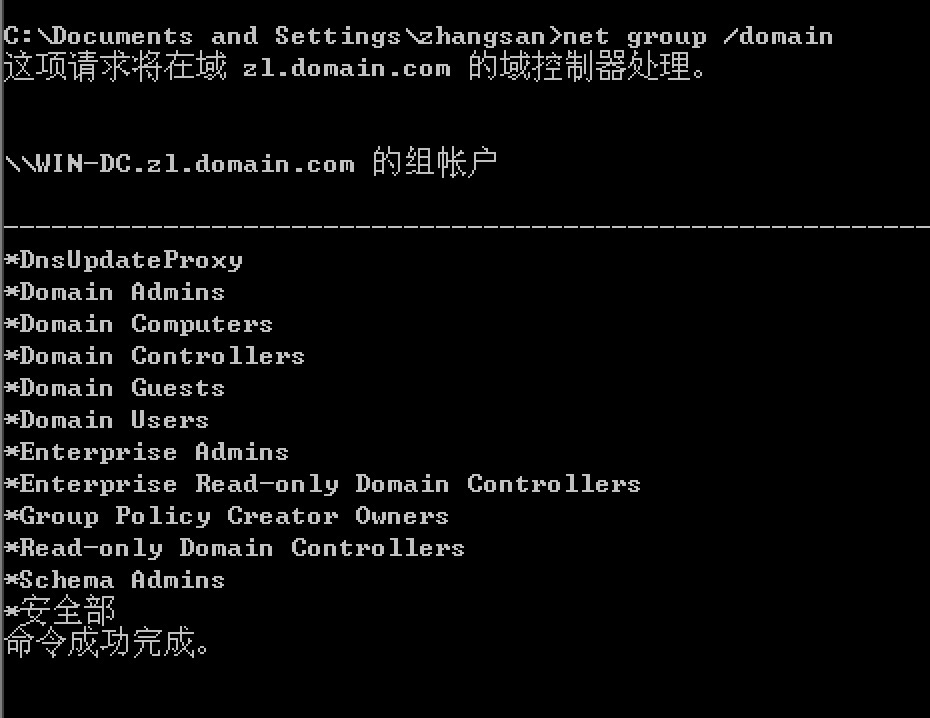 C:\Documents and Settings\zhangsan>net group /domain
这项请求将在域 zl.domain.com 的域控制器处理。
\\WIN-DC.zl.domain.com 的组帐户
-------------------------------------------------------------------------------
*DnsUpdateProxy
*Domain Admins
*Domain Computers
*Domain Controllers
*Domain Guests
*Domain Users
*Enterprise Admins
*Enterprise Read-only Domain Controllers
*Group Policy Creator Owners
*Read-only Domain Controllers
*Schema Admins
*安全部
命令成功完成。